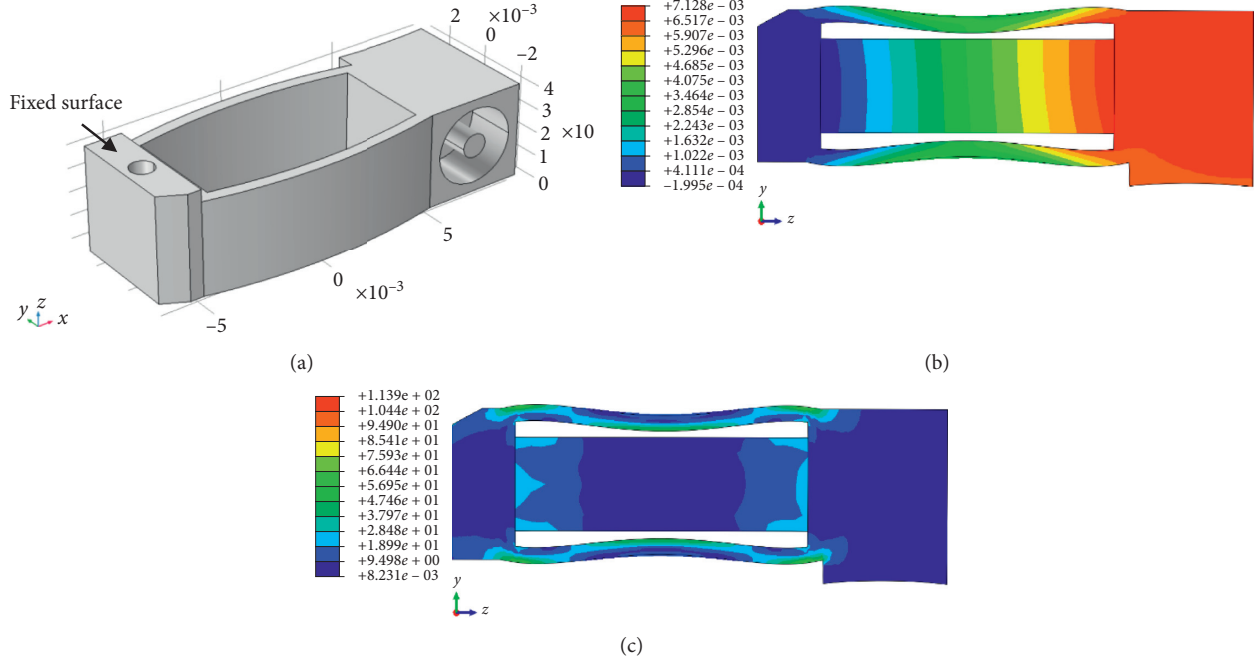 Fixed surface
2
×10⁻³
0
–2
4
3
2
×10
1
0
5
0
×10⁻³
–5
y z x
(a)
+7.128e – 03
+6.517e – 03
+5.907e – 03
+5.296e – 03
+4.685e – 03
+4.075e – 03
+3.464e – 03
+2.854e – 03
+2.243e – 03
+1.632e – 03
+1.022e – 03
+4.111e – 04
–1.995e – 04
y
z
(b)
+1.139e + 02
+1.044e + 02
+9.490e + 01
+8.541e + 01
+7.593e + 01
+6.644e + 01
+5.695e + 01
+4.746e + 01
+3.797e + 01
+2.848e + 01
+1.899e + 01
+9.498e + 00
+8.231e – 03
y
z
(c)